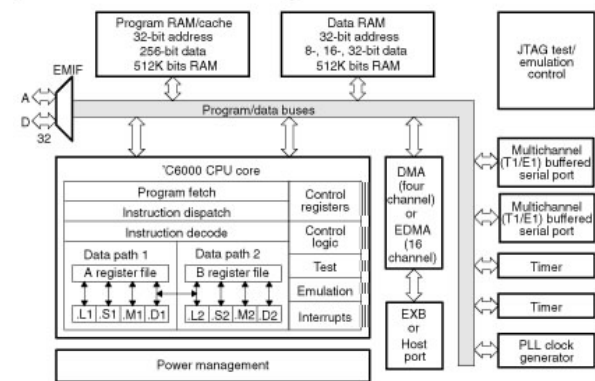 Program RAM/cache
32-bit address
256-bit data
512K bits RAM
Data RAM
32-bit address
8-, 16-, 32-bit data
512K bits RAM
JTAG test/
emulation
control
EMIF
A
D
32
Program/data buses
'C6000 CPU core
Program fetch
Instruction dispatch
Instruction decode
Data path 1
A register file
.L1 .S1 .M1 .D1
Data path 2
B register file
.L2 .S2 .M2 .D2
Control
registers
Control
logic
Test
Emulation
Interrupts
Power management
DMA
(four
channel)
or
EDMA
(16
channel)
EXB
or
Host
port
Multichannel
(T1/E1) buffered
serial port
Multichannel
(T1/E1) buffered
serial port
Timer
Timer
PLL clock
generator